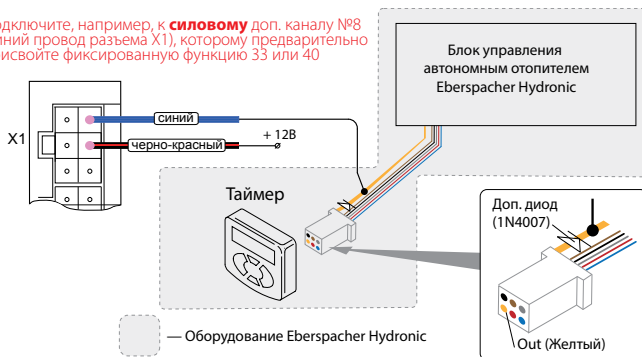 дключите, например, к силовому доп. каналу №8
ний провод разъема X1), которому предварительно
исвойте фиксированную функцию 33 или 40
Блок управления
автономным отопителем
Eberspacher Hydronic
X1
синий
черно-красный
+ 12В
Таймер
Доп. диод
(1N4007)
Out (Желтый)
— Оборудование Eberspacher Hydronic